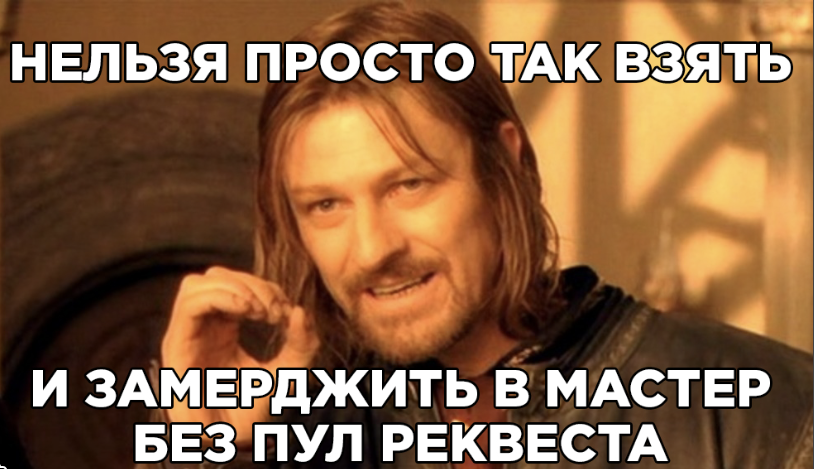 НЕЛЬЗЯ ПРОСТО ТАК ВЗЯТЬ
И ЗАМЕРДЖИТЬ В МАСТЕР
БЕЗ ПУЛ РЕКВЕСТА